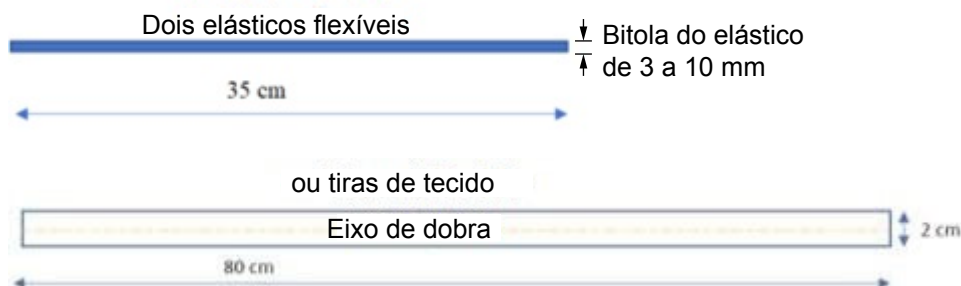 Dois elásticos flexíveis
Bitola do elástico
de 3 a 10 mm
35 cm
ou tiras de tecido
Eixo de dobra
2 cm
80 cm